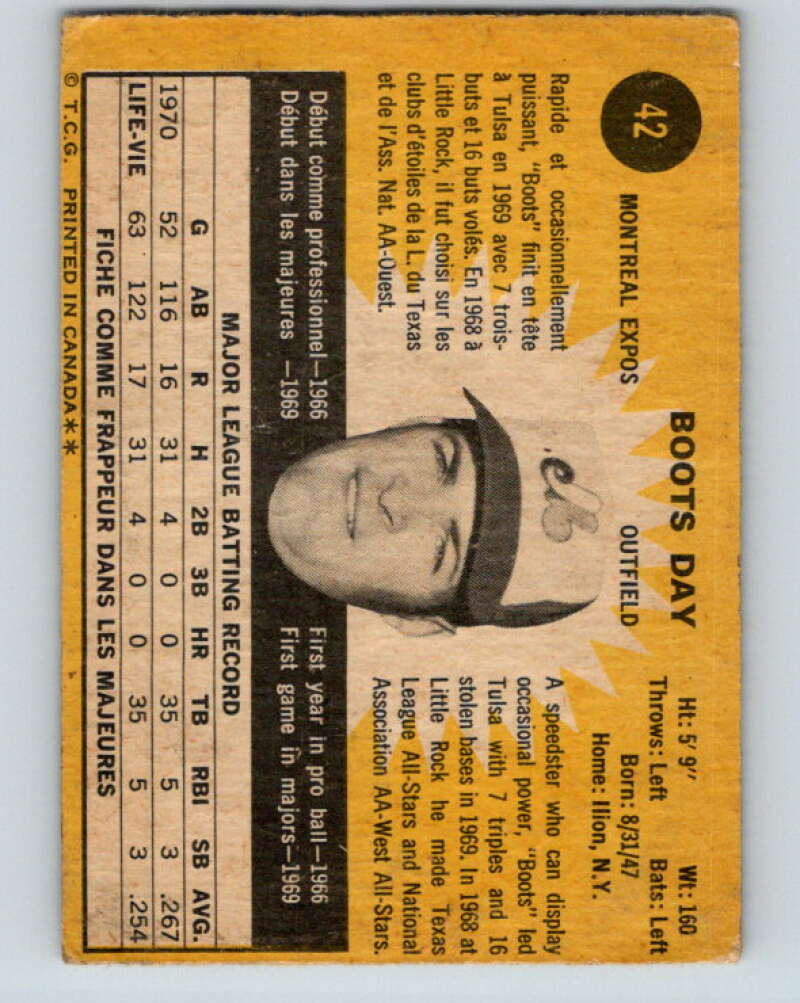 42
BOOTS DAY
MONTREAL EXPOS OUTFIELD
Ht: 5' 9" Wt: 160
Throws: Left Bats: Left
Born: 8/31/47
Home: Ilion, N.Y.
Rapide et occasionnellement
puissant, "Boots" finit en tête
à Tulsa en 1969 avec 7 trois-
buts et 16 buts volés. En 1968 à
Little Rock, il fut choisi sur les
clubs d'étoiles de la L. du Texas
et de l'Ass. Nat. AA-Ouest.
A speedster who can display
occasional power, "Boots" led
Tulsa with 7 triples and 16
stolen bases in 1969. In 1968 at
Little Rock he made Texas
League All-Stars and National
Association AA-West All-Stars.
Début comme professionnel—1966
Début dans les majeures —1969
First year in pro ball—1966
First game in majors—1969
MAJOR LEAGUE BATTING RECORD
G AB R H 2B 3B HR TB RBI SB AVG.
1970 52 116 16 31 4 0 0 35 5 3 .267
LIFE-VIE 63 122 17 31 4 0 0 35 5 3 .254
FICHE COMME FRAPPEUR DANS LES MAJEURES
© T.C.G. PRINTED IN CANADA**